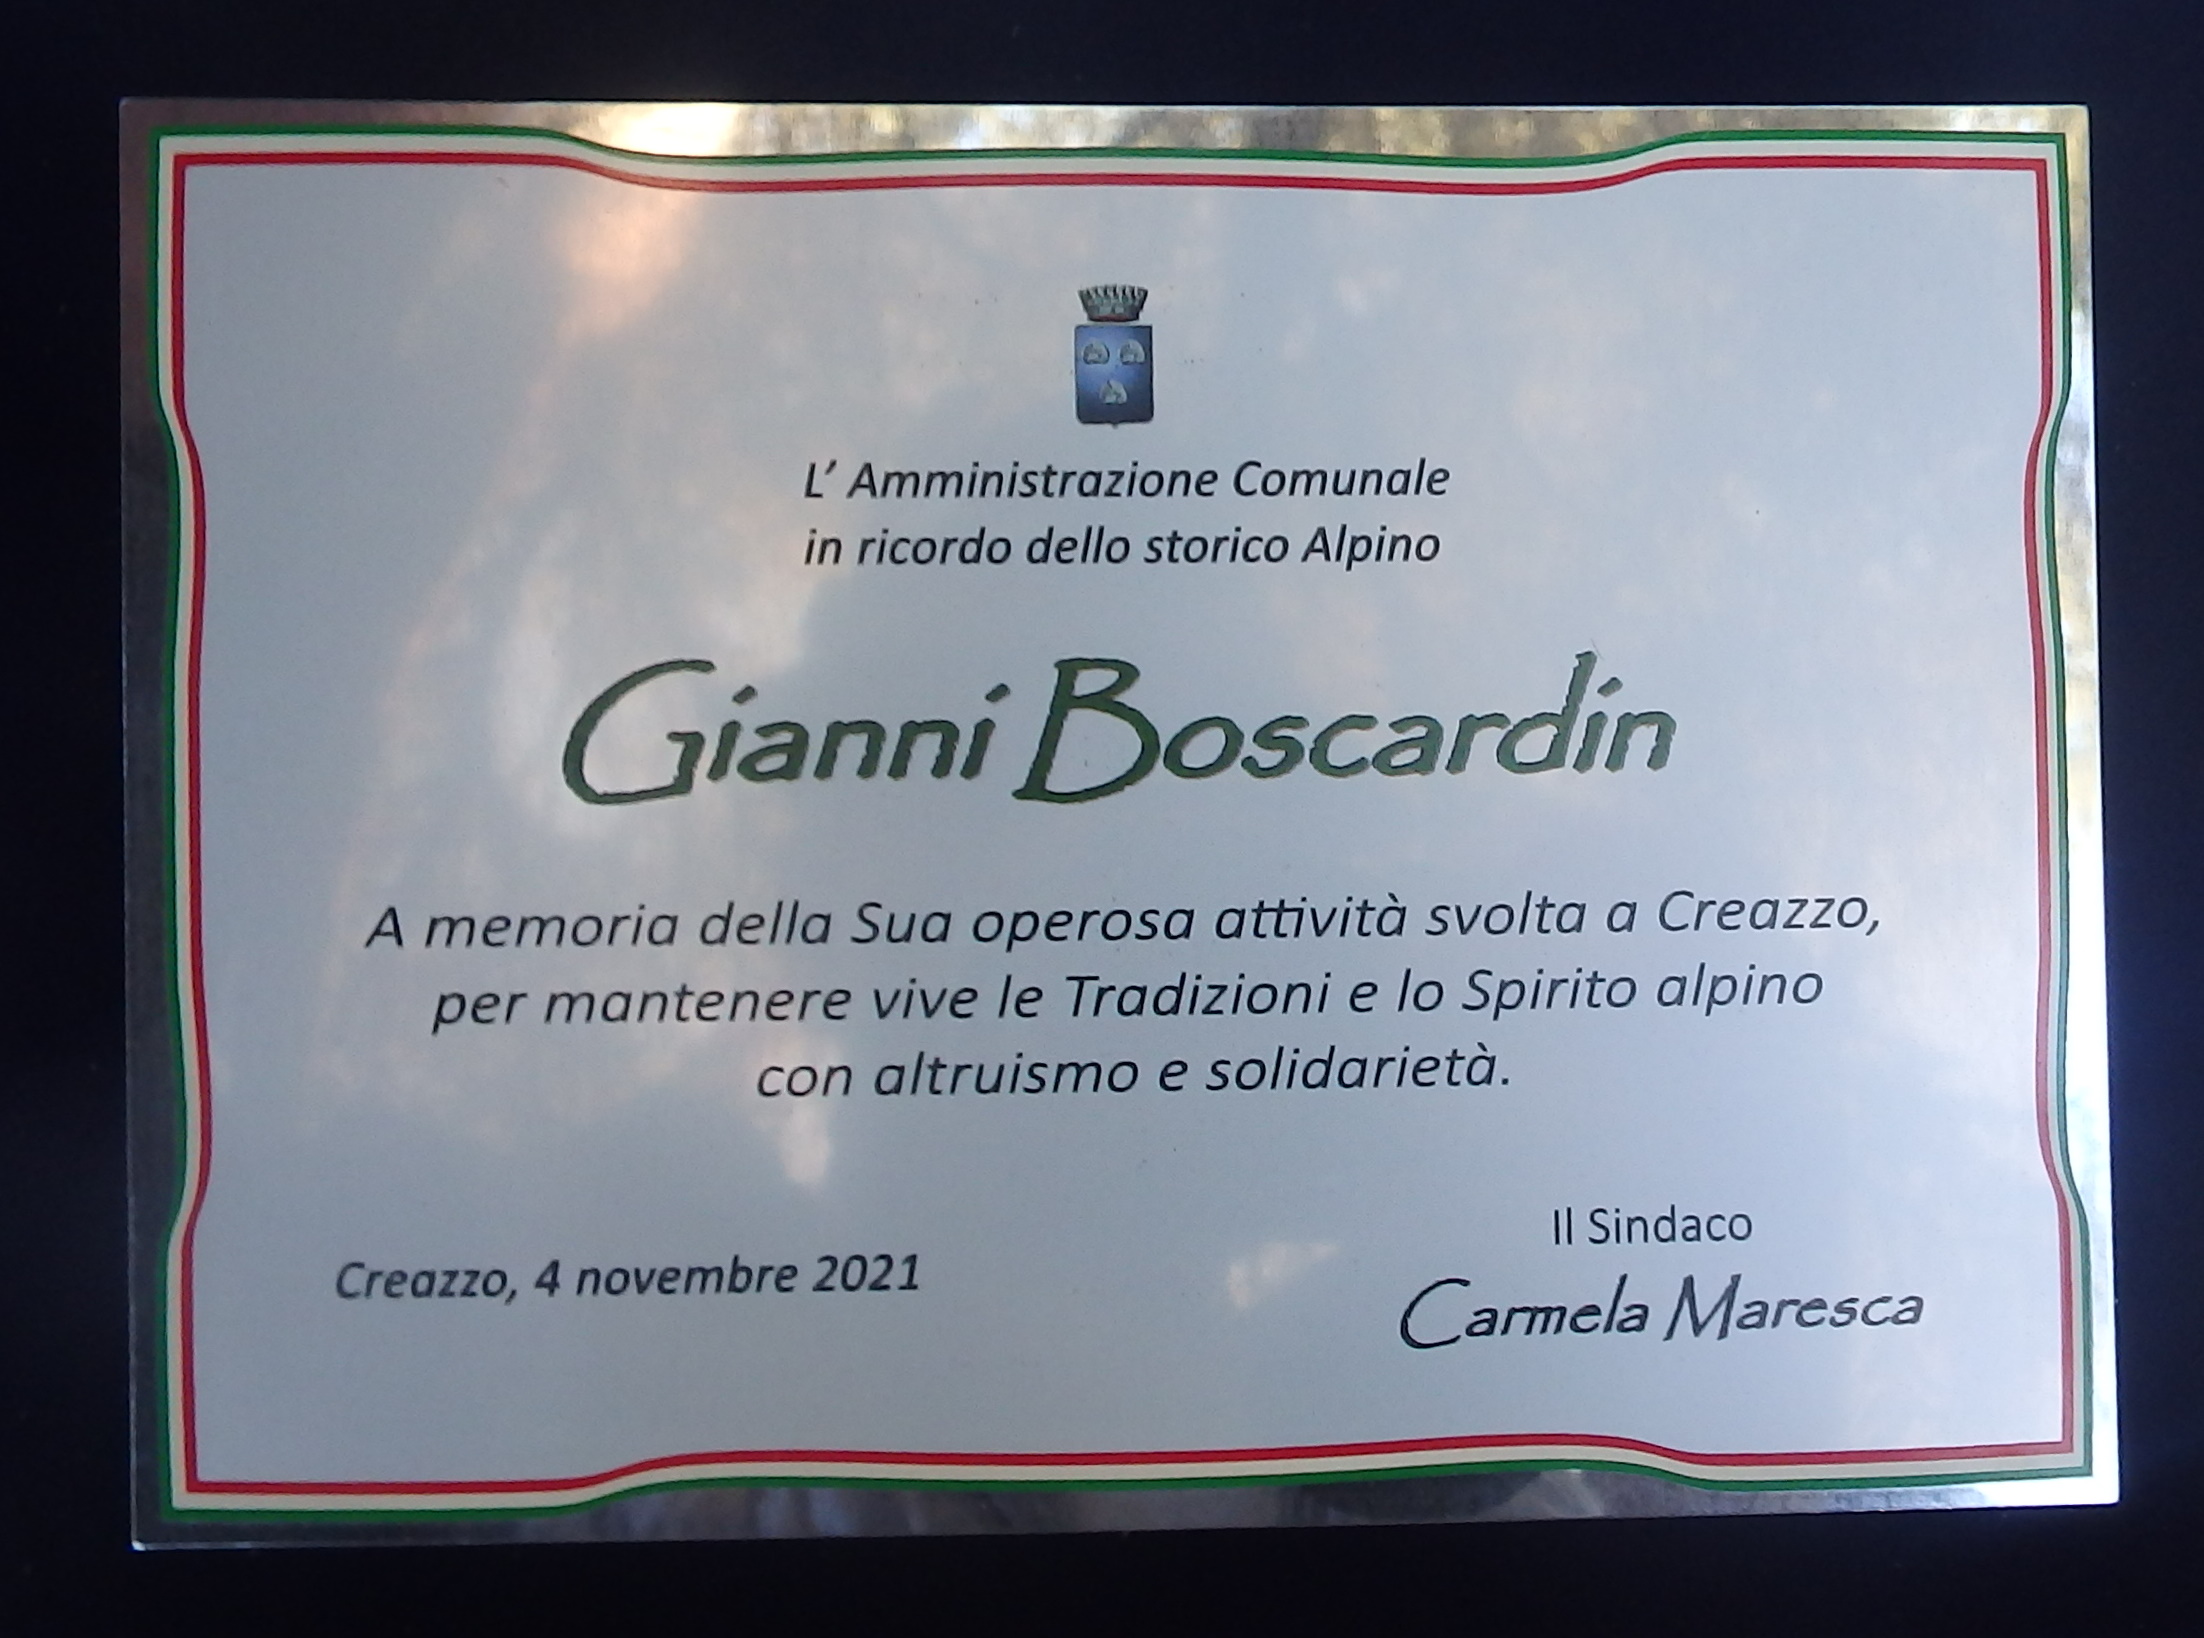 L' Amministrazione Comunale
in ricordo dello storico Alpino
Gianni Boscardin
A memoria della Sua operosa attività svolta a Creazzo,
per mantenere vive le Tradizioni e lo Spirito alpino
con altruismo e solidarietà.
Il Sindaco
Creazzo, 4 novembre 2021
Carmela Maresca